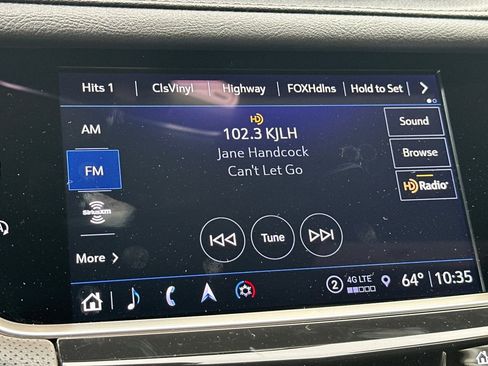 Hits 1 ClsVinyl Highway FOXHdlns Hold to Set
AM
HD
102.3 KJLH
Sound
Jane Handcock
Browse
FM
Can't Let Go
HD Radio
SiriusXM
Tune
More
2 4G LTE 64° 10:35